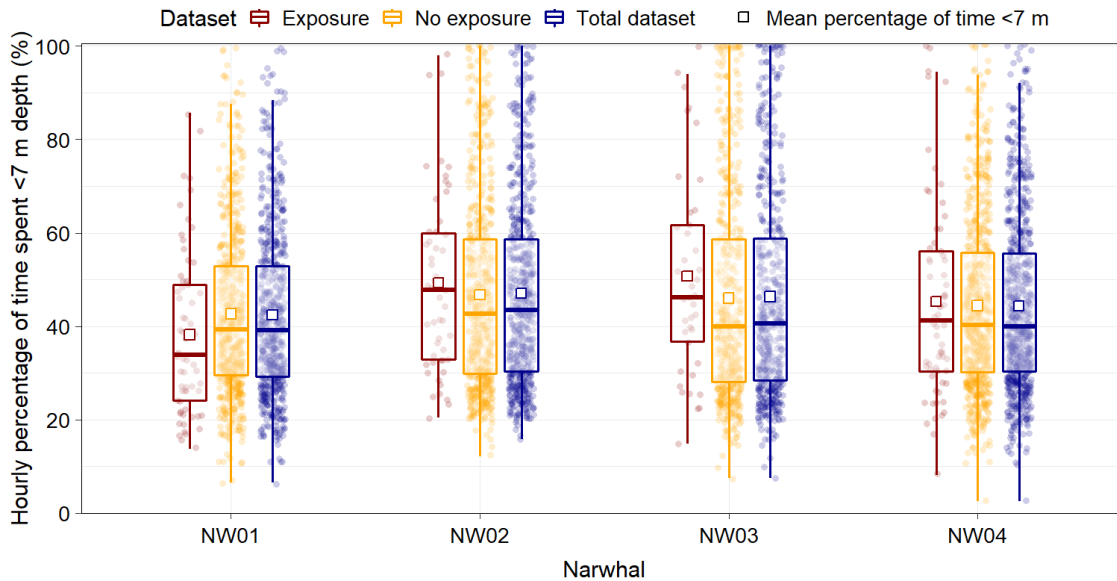 Dataset Exposure No exposure Total dataset Mean percentage of time <7 m
Hourly percentage of time spent <7 m depth (%)
100
80
60
40
20
0
NW01 NW02 NW03 NW04
Narwhal